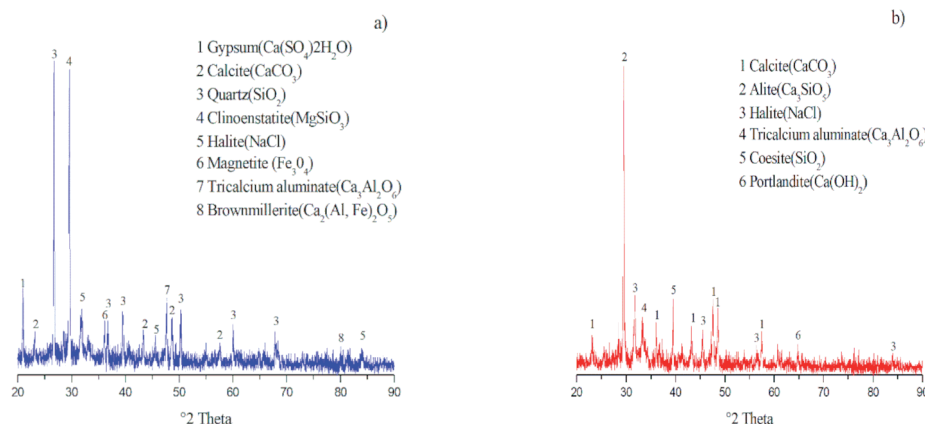 a)
1 Gypsum(Ca(SO₄)2H₂O)
2 Calcite(CaCO₃)
3 Quartz(SiO₂)
4 Clinoenstatite(MgSiO₃)
5 Halite(NaCl)
6 Magnetite (Fe₃0₄)
7 Tricalcium aluminate(Ca₃Al₂O₆)
8 Brownmillerite(Ca₂(Al, Fe)₂O₅)
3 4
1 2 5 6 3 3 2 5 7 2 3 2 3 3 8 5
20 30 40 50 60 70 80 90
°2 Theta
b)
1 Calcite(CaCO₃)
2 Alite(Ca₃SiO₅)
3 Halite(NaCl)
4 Tricalcium aluminate(Ca₃Al₂O₆)
5 Coesite(SiO₂)
6 Portlandite(Ca(OH)₂)
2
1 3 4 1 5 1 3 1 1 3 1 6 3
20 30 40 50 60 70 80 90
°2 Theta